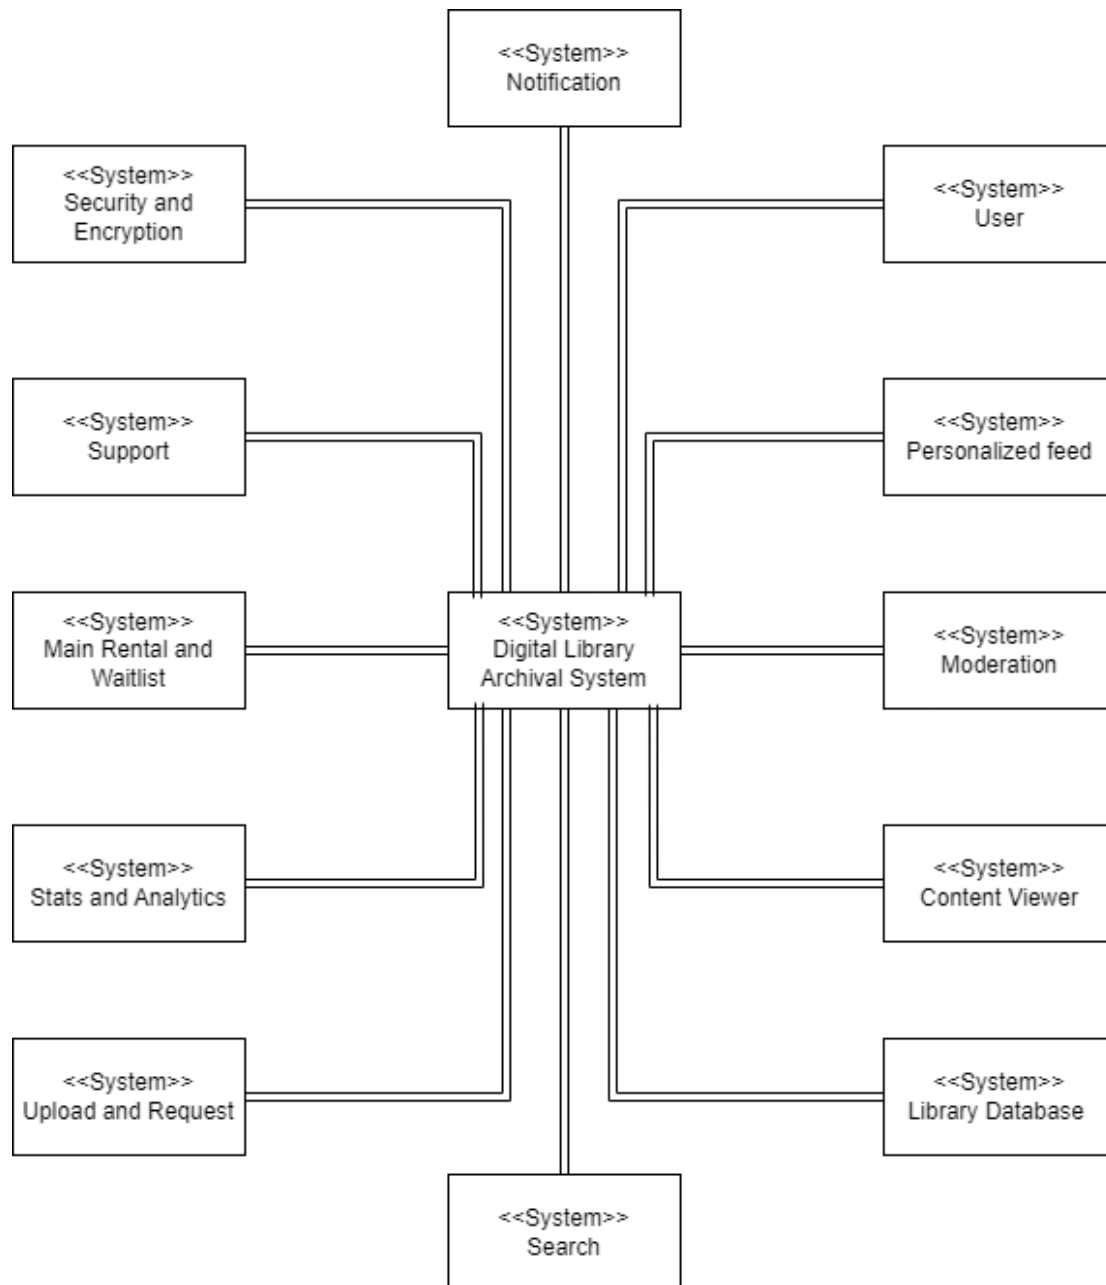 <<System>>
Notification
<<System>>
Security and
Encryption
<<System>>
User
<<System>>
Support
<<System>>
Personalized feed
<<System>>
Main Rental and
Waitlist
<<System>>
Digital Library
Archival System
<<System>>
Moderation
<<System>>
Stats and Analytics
<<System>>
Content Viewer
<<System>>
Upload and Request
<<System>>
Library Database
<<System>>
Search